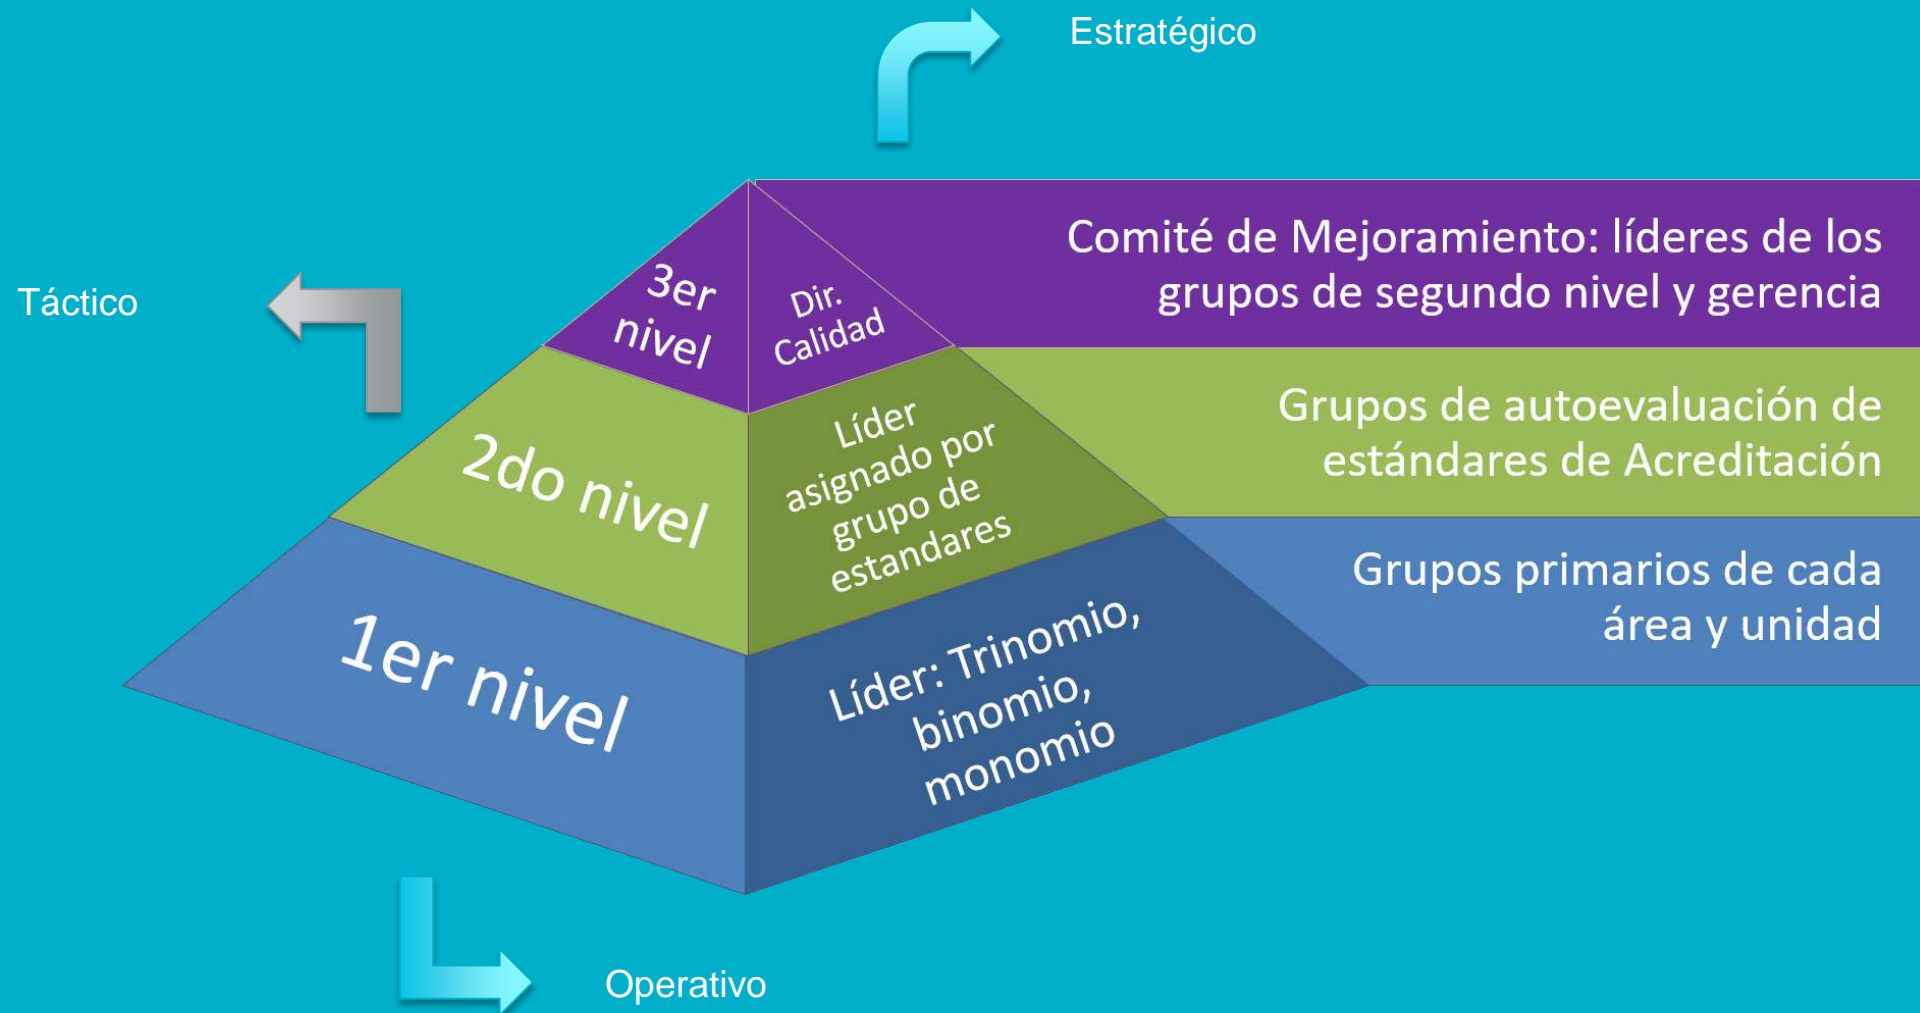 Estratégico
Táctico
3er
nivel
Dir.
Calidad
Comité de Mejoramiento: líderes de los
grupos de segundo nivel y gerencia
2do nivel
Líder
asignado por
grupo de
estandares
Grupos de autoevaluación de
estándares de Acreditación
1er nivel
Líder: Trinomio,
binomio,
monomio
Grupos primarios de cada
área y unidad
Operativo